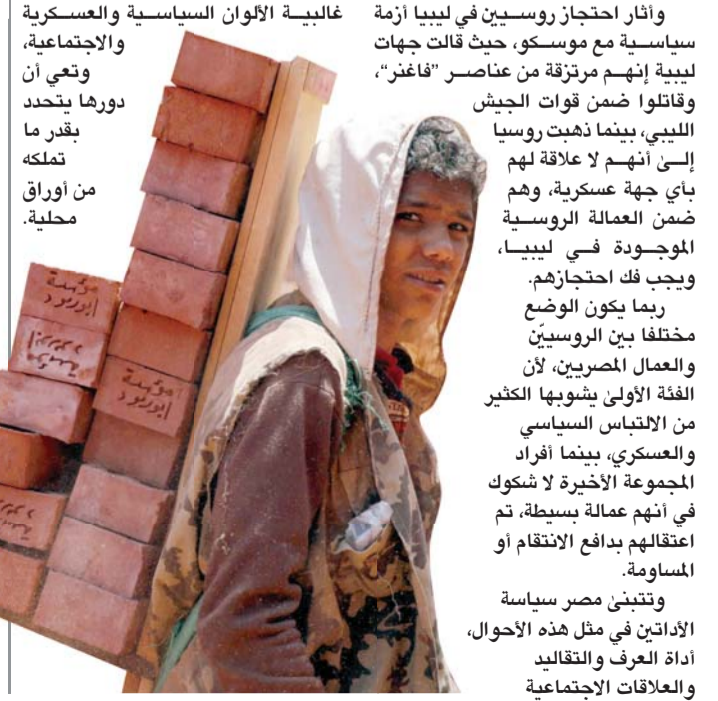 وأثار احتجاز روسيين في ليبيا أزمة
سياسية مع موسكو، حيث قالت جهات
ليبية إنهم مرتزقة من عناصر ”فاغنر“،
وقاتلوا ضمن قوات الجيش
الليبي، بينما ذهبت روسيا
إلىٰ أنهم لا علاقة لهم
بأي جهة عسكرية، وهم
ضمن العمالة الروسية
الموجودة في ليبيا،
ويجب فك احتجازهم.
ربما يكون الوضع
مختلفا بين الروسيّين
والعمال المصريين، لأن
الفئة الأولىٰ يشوبها الكثير
من الالتباس السياسي
والعسكري، بينما أفراد
المجموعة الأخيرة لا شكوك
في أنهم عمالة بسيطة، تم
اعتقالهم بدافع الانتقام أو
المساومة.
وتتبنىٰ مصر سياسة
الأداتين في مثل هذه الأحوال،
أداة العرف والتقاليد
والعلاقات الاجتماعية
غالبية الألوان السياسية والعسكرية
والاجتماعية،
وتعي أن
دورها يتحدد
بقدر ما
تملكه
من أوراق
محلية.